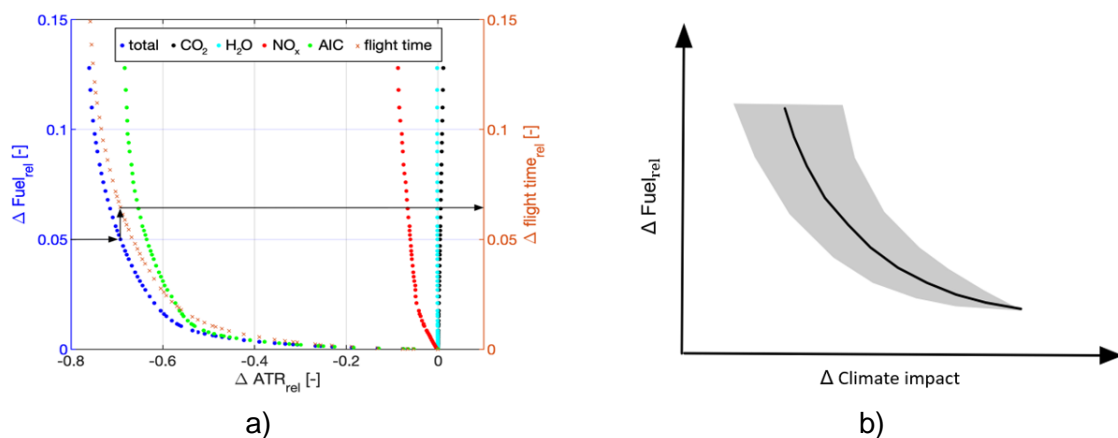 0.15
0.1
0.05
0
Δ Fuel_rel [-]
total CO₂ H₂O NOₓ AIC flight time
0.15
0.1
0.05
0
Δ flight time_rel [-]
-0.8 -0.6 -0.4 -0.2 0
Δ ATR_rel [-]
a)
Δ Fuel_rel
Δ Climate impact
b)